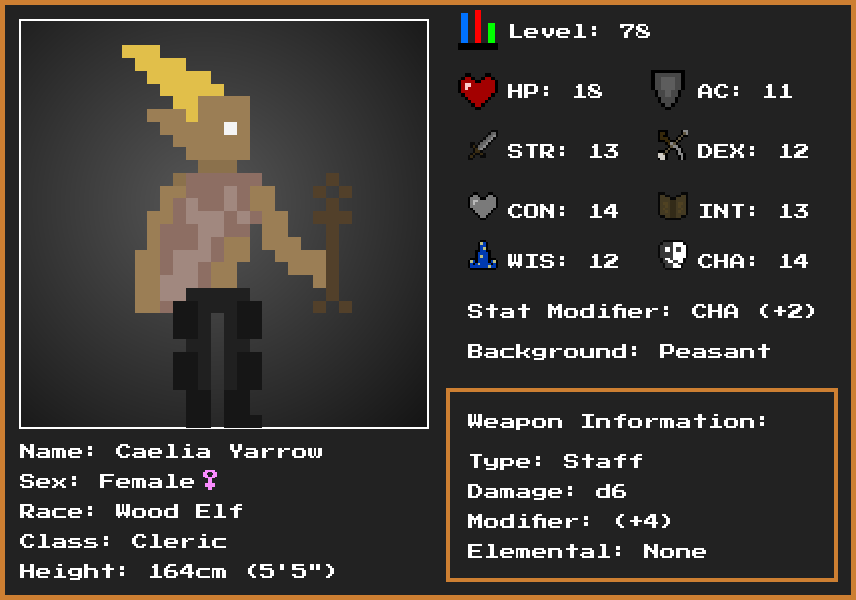 Level: 78
HP: 18 AC: 11
STR: 13 DEX: 12
CON: 14 INT: 13
WIS: 12 CHA: 14
Stat Modifier: CHA (+2)
Background: Peasant
Weapon Information:
Type: Staff
Damage: d6
Modifier: (+4)
Elemental: None
Name: Caelia Yarrow
Sex: Female♀
Race: Wood Elf
Class: Cleric
Height: 164cm (5'5")